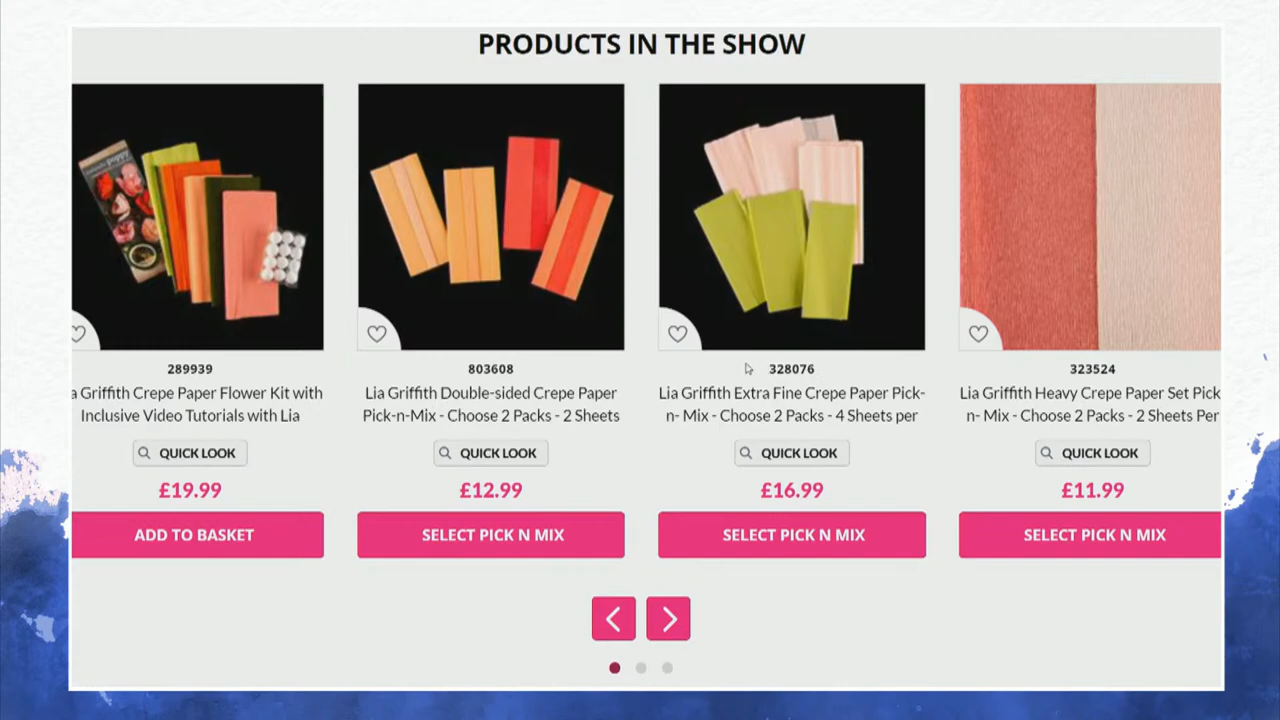 PRODUCTS IN THE SHOW
289939
a Griffith Crepe Paper Flower Kit with
Inclusive Video Tutorials with Lia
QUICK LOOK
£19.99
ADD TO BASKET
803608
Lia Griffith Double-sided Crepe Paper
Pick-n-Mix - Choose 2 Packs - 2 Sheets
QUICK LOOK
£12.99
SELECT PICK N MIX
328076
Lia Griffith Extra Fine Crepe Paper Pick-
n- Mix - Choose 2 Packs - 4 Sheets per
QUICK LOOK
£16.99
SELECT PICK N MIX
323524
Lia Griffith Heavy Crepe Paper Set Pick
n- Mix - Choose 2 Packs - 2 Sheets Per
QUICK LOOK
£11.99
SELECT PICK N MIX